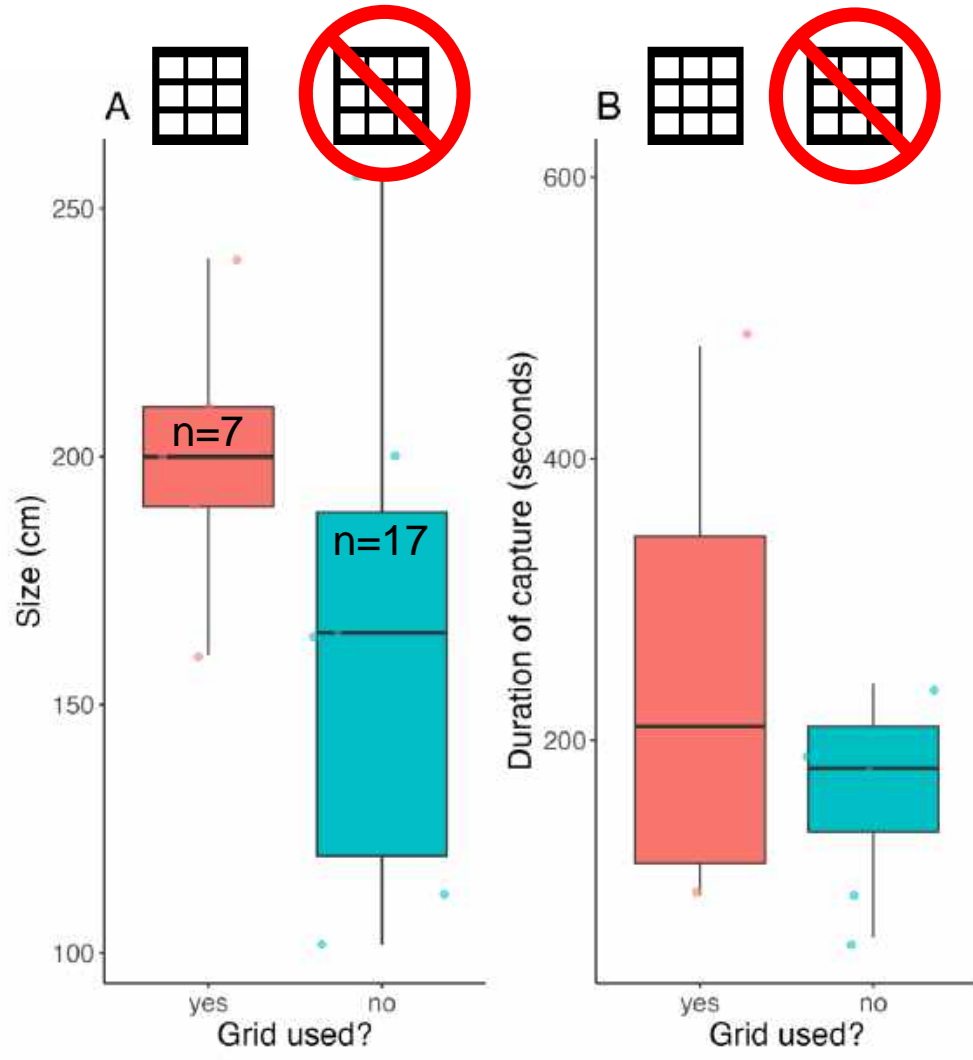 A
B
Size (cm)
250
200
150
100
n=7
n=17
yes
no
Grid used?
Duration of capture (seconds)
600
400
200
yes
no
Grid used?